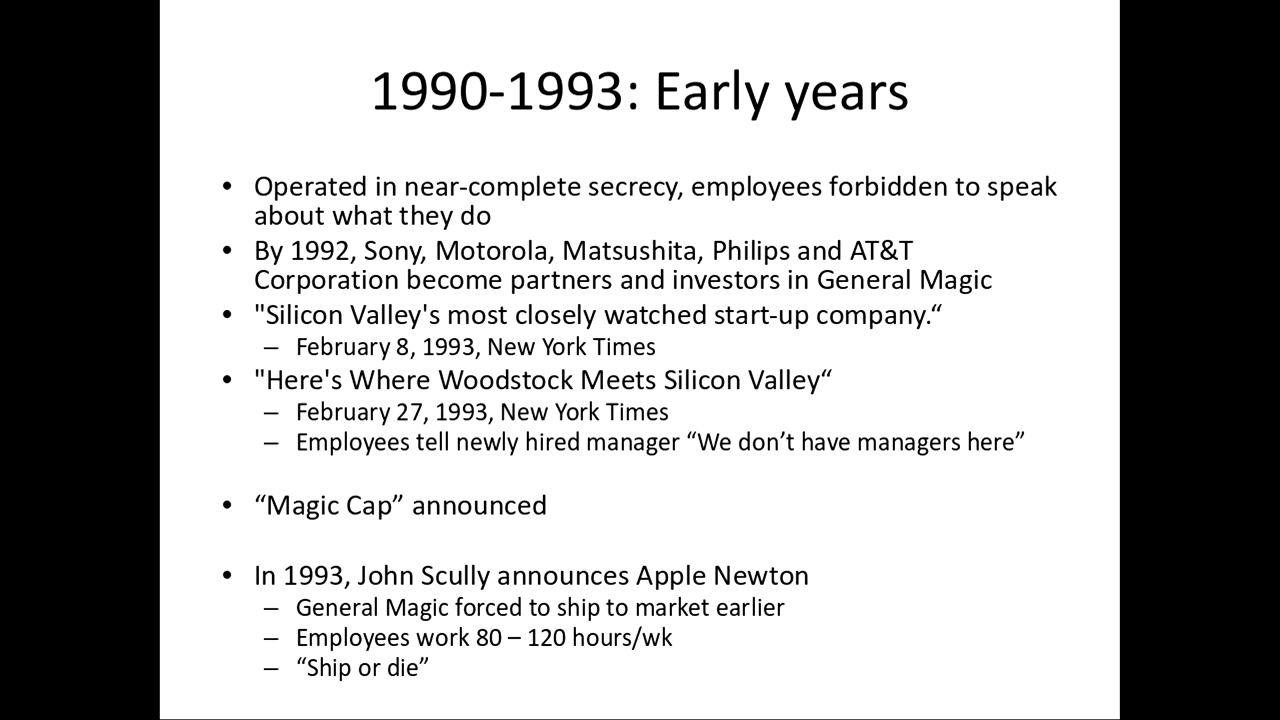 1990-1993: Early years
• Operated in near-complete secrecy, employees forbidden to speak
about what they do
• By 1992, Sony, Motorola, Matsushita, Philips and AT&T
Corporation become partners and investors in General Magic
• "Silicon Valley's most closely watched start-up company.“
– February 8, 1993, New York Times
• "Here's Where Woodstock Meets Silicon Valley“
– February 27, 1993, New York Times
– Employees tell newly hired manager “We don’t have managers here”
• “Magic Cap” announced
• In 1993, John Scully announces Apple Newton
– General Magic forced to ship to market earlier
– Employees work 80 – 120 hours/wk
– “Ship or die”